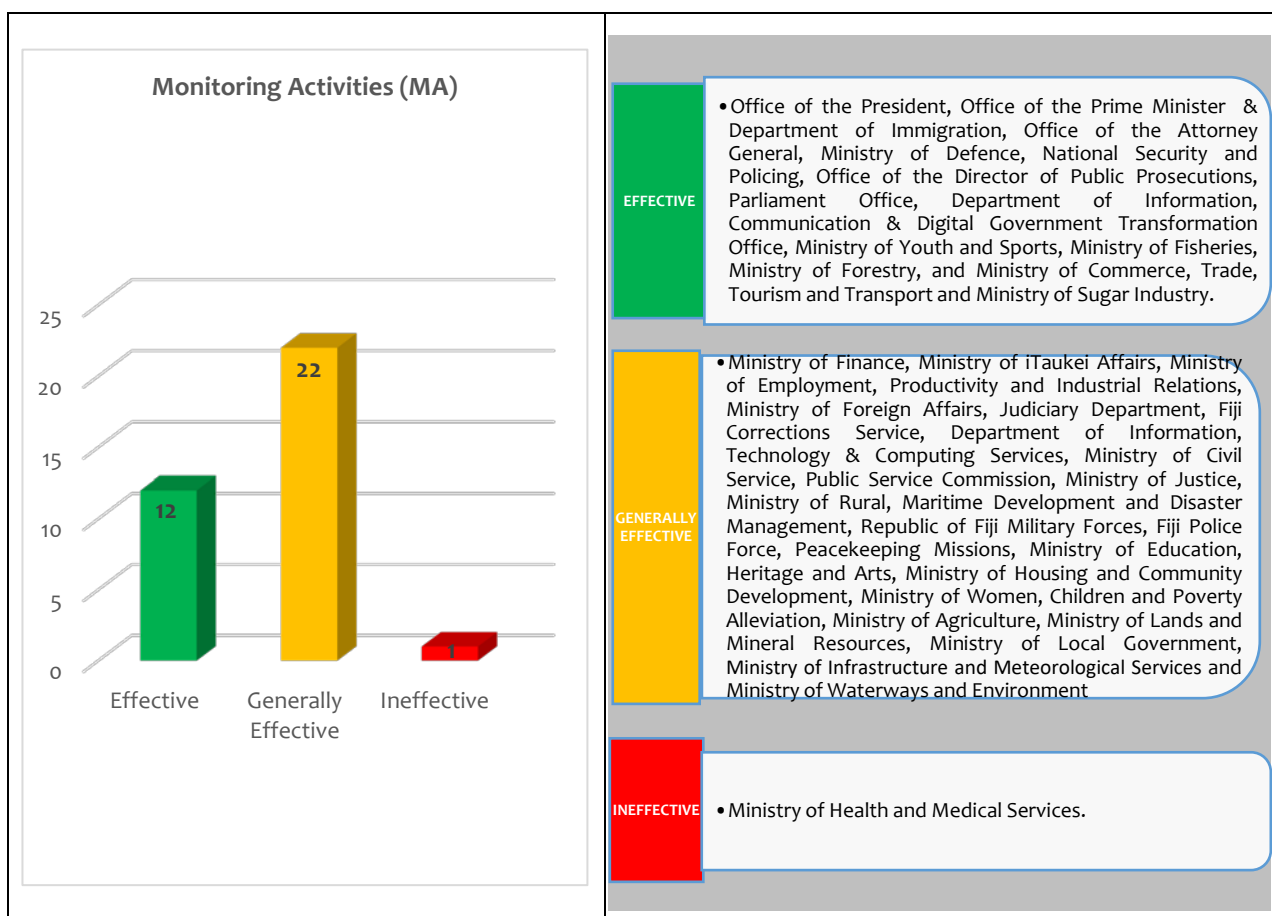 Monitoring Activities (MA)
25
20
15
10
5
0
12
22
1
Effective
Generally
Effective
Ineffective
EFFECTIVE
•Office of the President, Office of the Prime Minister &
Department of Immigration, Office of the Attorney
General, Ministry of Defence, National Security and
Policing, Office of the Director of Public Prosecutions,
Parliament Office, Department of Information,
Communication & Digital Government Transformation
Office, Ministry of Youth and Sports, Ministry of Fisheries,
Ministry of Forestry, and Ministry of Commerce, Trade,
Tourism and Transport and Ministry of Sugar Industry.
GENERALLY
EFFECTIVE
•Ministry of Finance, Ministry of iTaukei Affairs, Ministry
of Employment, Productivity and Industrial Relations,
Ministry of Foreign Affairs, Judiciary Department, Fiji
Corrections Service, Department of Information,
Technology & Computing Services, Ministry of Civil
Service, Public Service Commission, Ministry of Justice,
Ministry of Rural, Maritime Development and Disaster
Management, Republic of Fiji Military Forces, Fiji Police
Force, Peacekeeping Missions, Ministry of Education,
Heritage and Arts, Ministry of Housing and Community
Development, Ministry of Women, Children and Poverty
Alleviation, Ministry of Agriculture, Ministry of Lands and
Mineral Resources, Ministry of Local Government,
Ministry of Infrastructure and Meteorological Services and
Ministry of Waterways and Environment
INEFFECTIVE
•Ministry of Health and Medical Services.